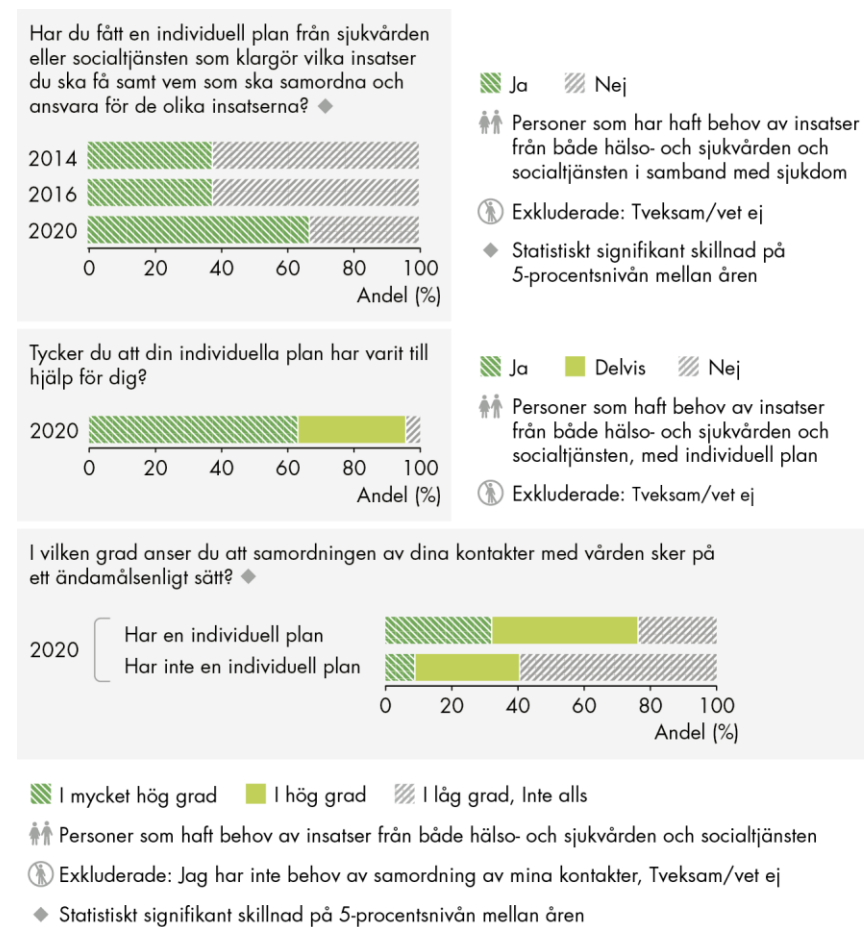 Har du fått en individuell plan från sjukvården
eller socialtjänsten som klargör vilka insatser
du ska få samt vem som ska samordna och
ansvara för de olika insatserna? ◆
2014
2016
2020
0 20 40 60 80 100
Andel (%)
Ja Nej
Personer som har haft behov av insatser
från både hälso- och sjukvården och
socialtjänsten i samband med sjukdom
Exkluderade: Tveksam/vet ej
◆ Statistiskt signifikant skillnad på
5-procentsnivån mellan åren
Tycker du att din individuella plan har varit till
hjälp för dig?
2020
0 20 40 60 80 100
Andel (%)
Ja Delvis Nej
Personer som haft behov av insatser
från både hälso- och sjukvården och
socialtjänsten, med individuell plan
Exkluderade: Tveksam/vet ej
I vilken grad anser du att samordningen av dina kontakter med vården sker på
ett ändamålsenligt sätt? ◆
2020
Har en individuell plan
Har inte en individuell plan
0 20 40 60 80 100
Andel (%)
I mycket hög grad I hög grad I låg grad, Inte alls
Personer som haft behov av insatser från både hälso- och sjukvården och socialtjänsten
Exkluderade: Jag har inte behov av samordning av mina kontakter, Tveksam/vet ej
◆ Statistiskt signifikant skillnad på 5-procentsnivån mellan åren